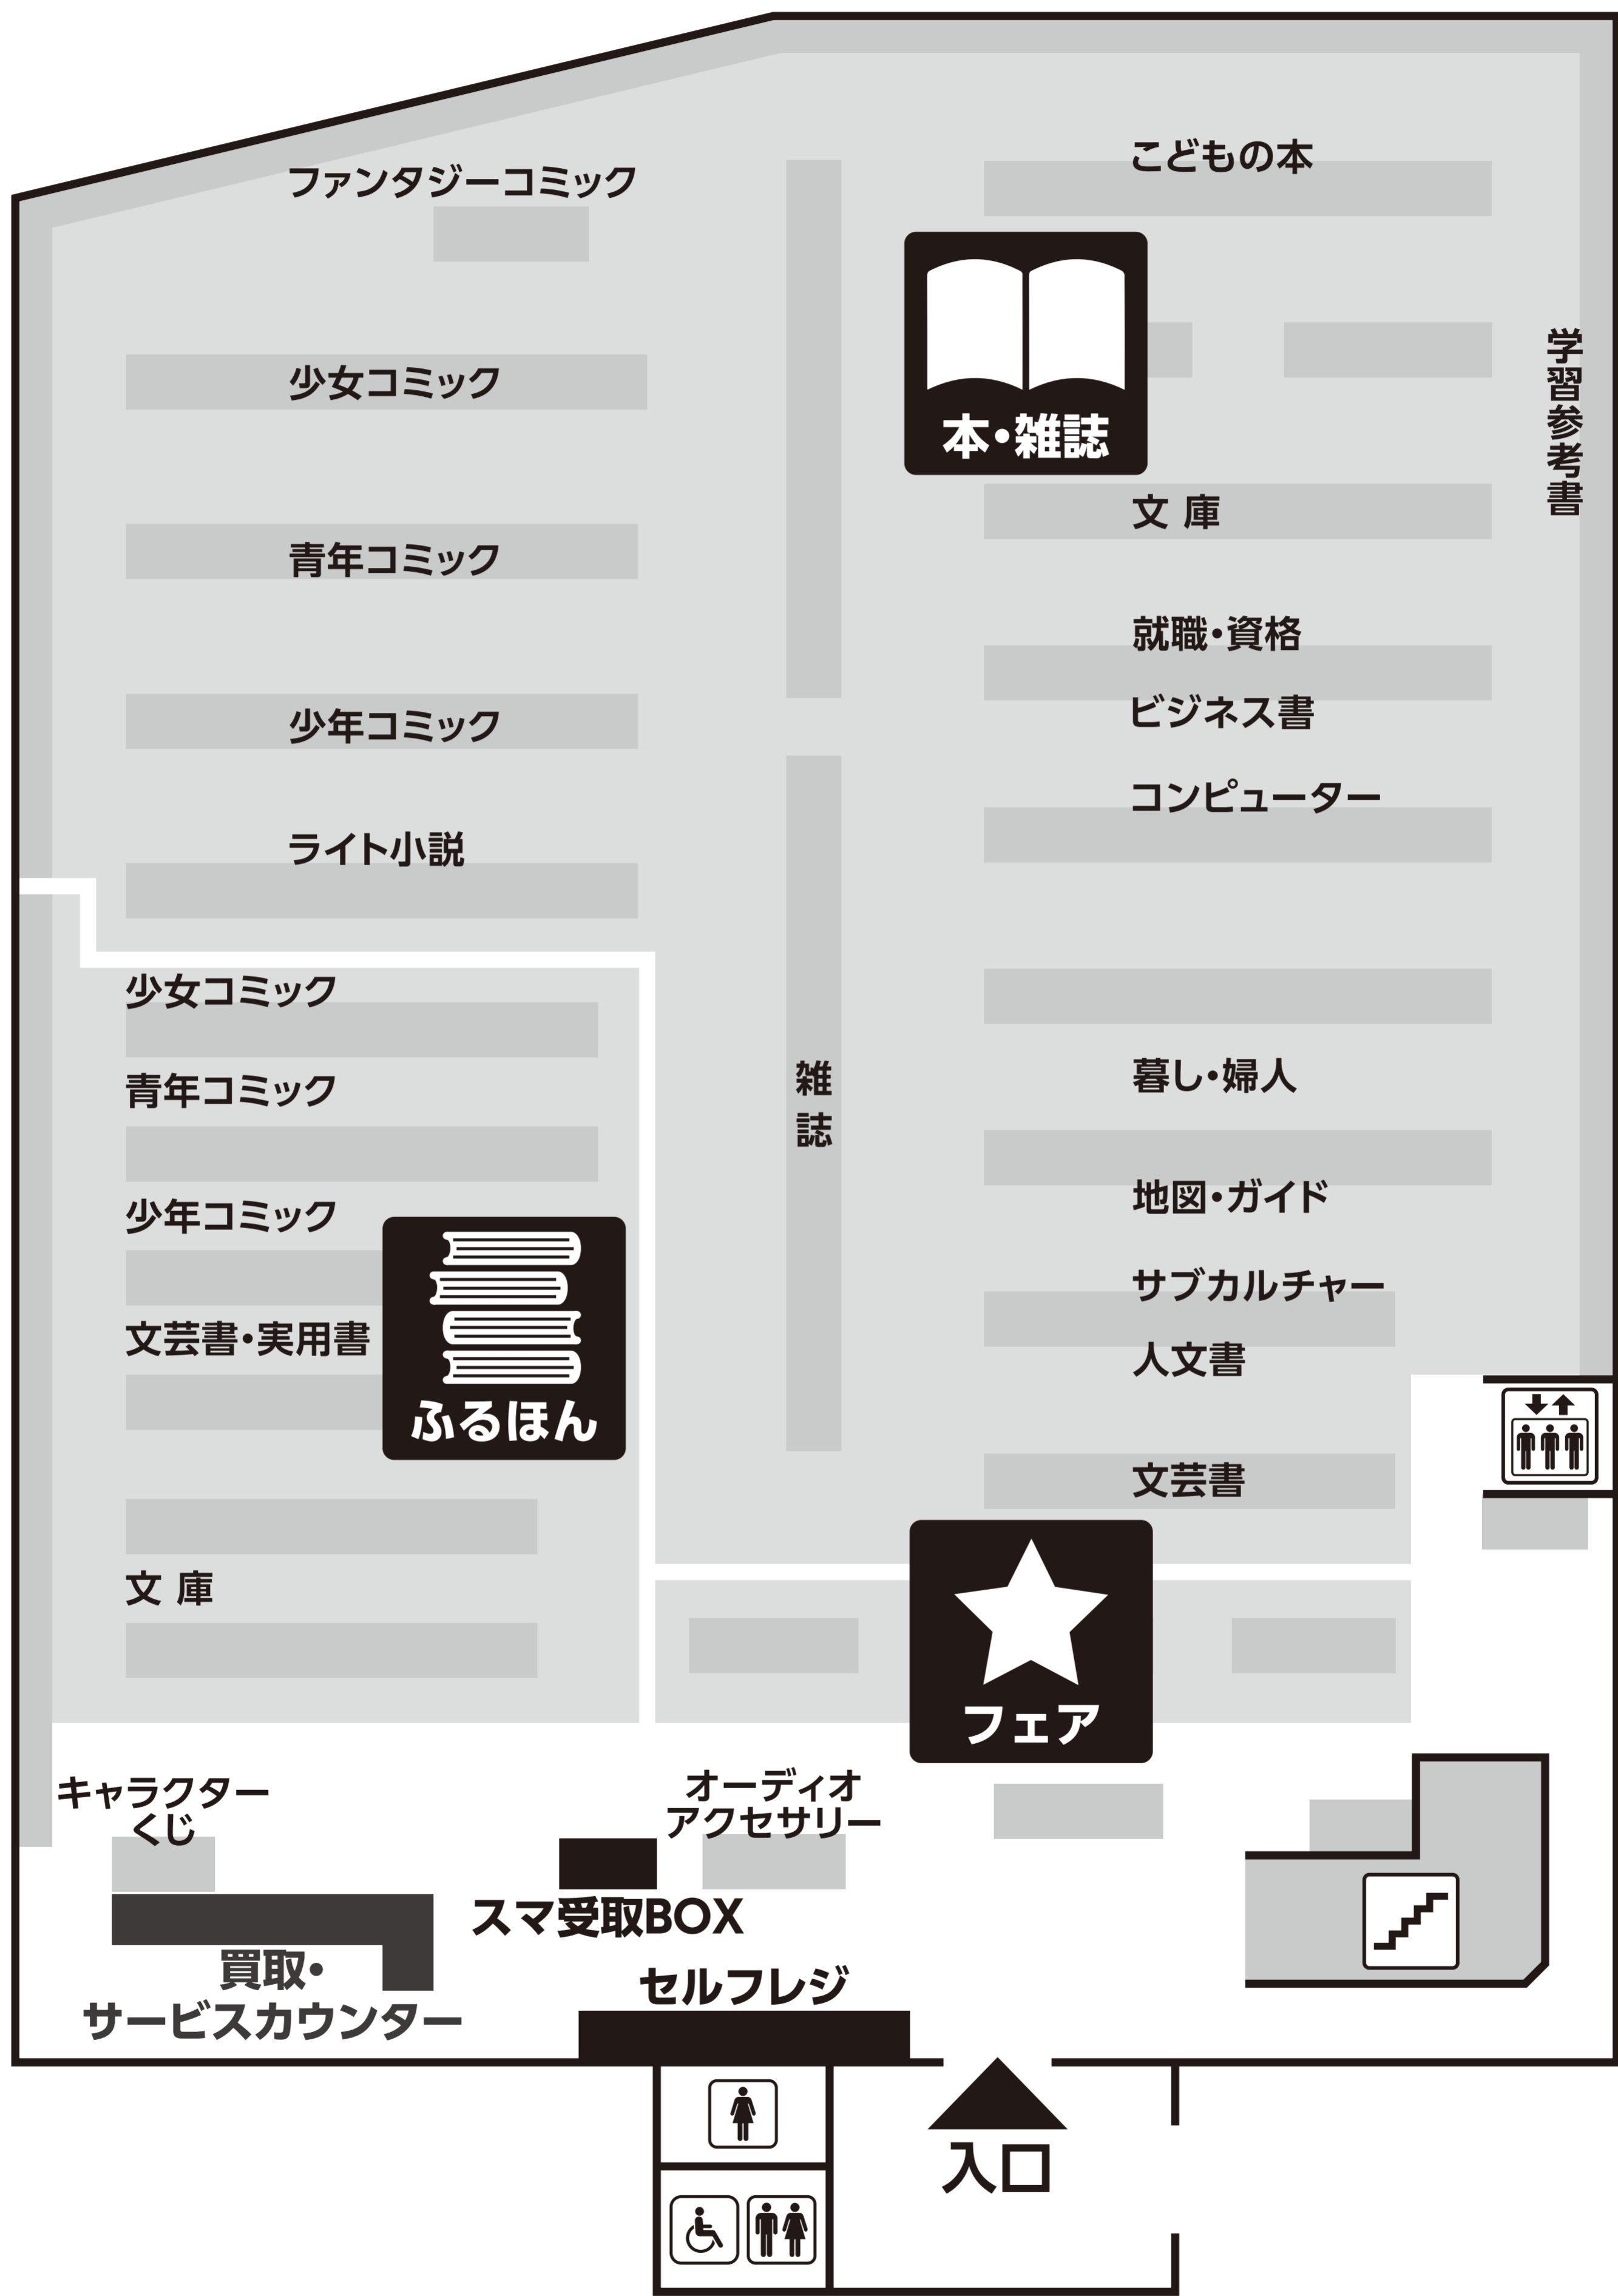 こどもの本
ファンタジーコミック
学習参考書
少女コミック
本・雑誌
文 庫
青年コミック
就職・資格
少年コミック
ビジネス書
コンピューター
ライト小説
少女コミック
雑誌
暮し・婦人
青年コミック
地図・ガイド
少年コミック
サブカルチャー
文芸書・実用書
人文書
ふるほん
文芸書
文 庫
フェア
キャラクター
くじ
オーディオ
アクセサリー
スマ受取BOX
買取・
サービスカウンター
セルフレジ
入口